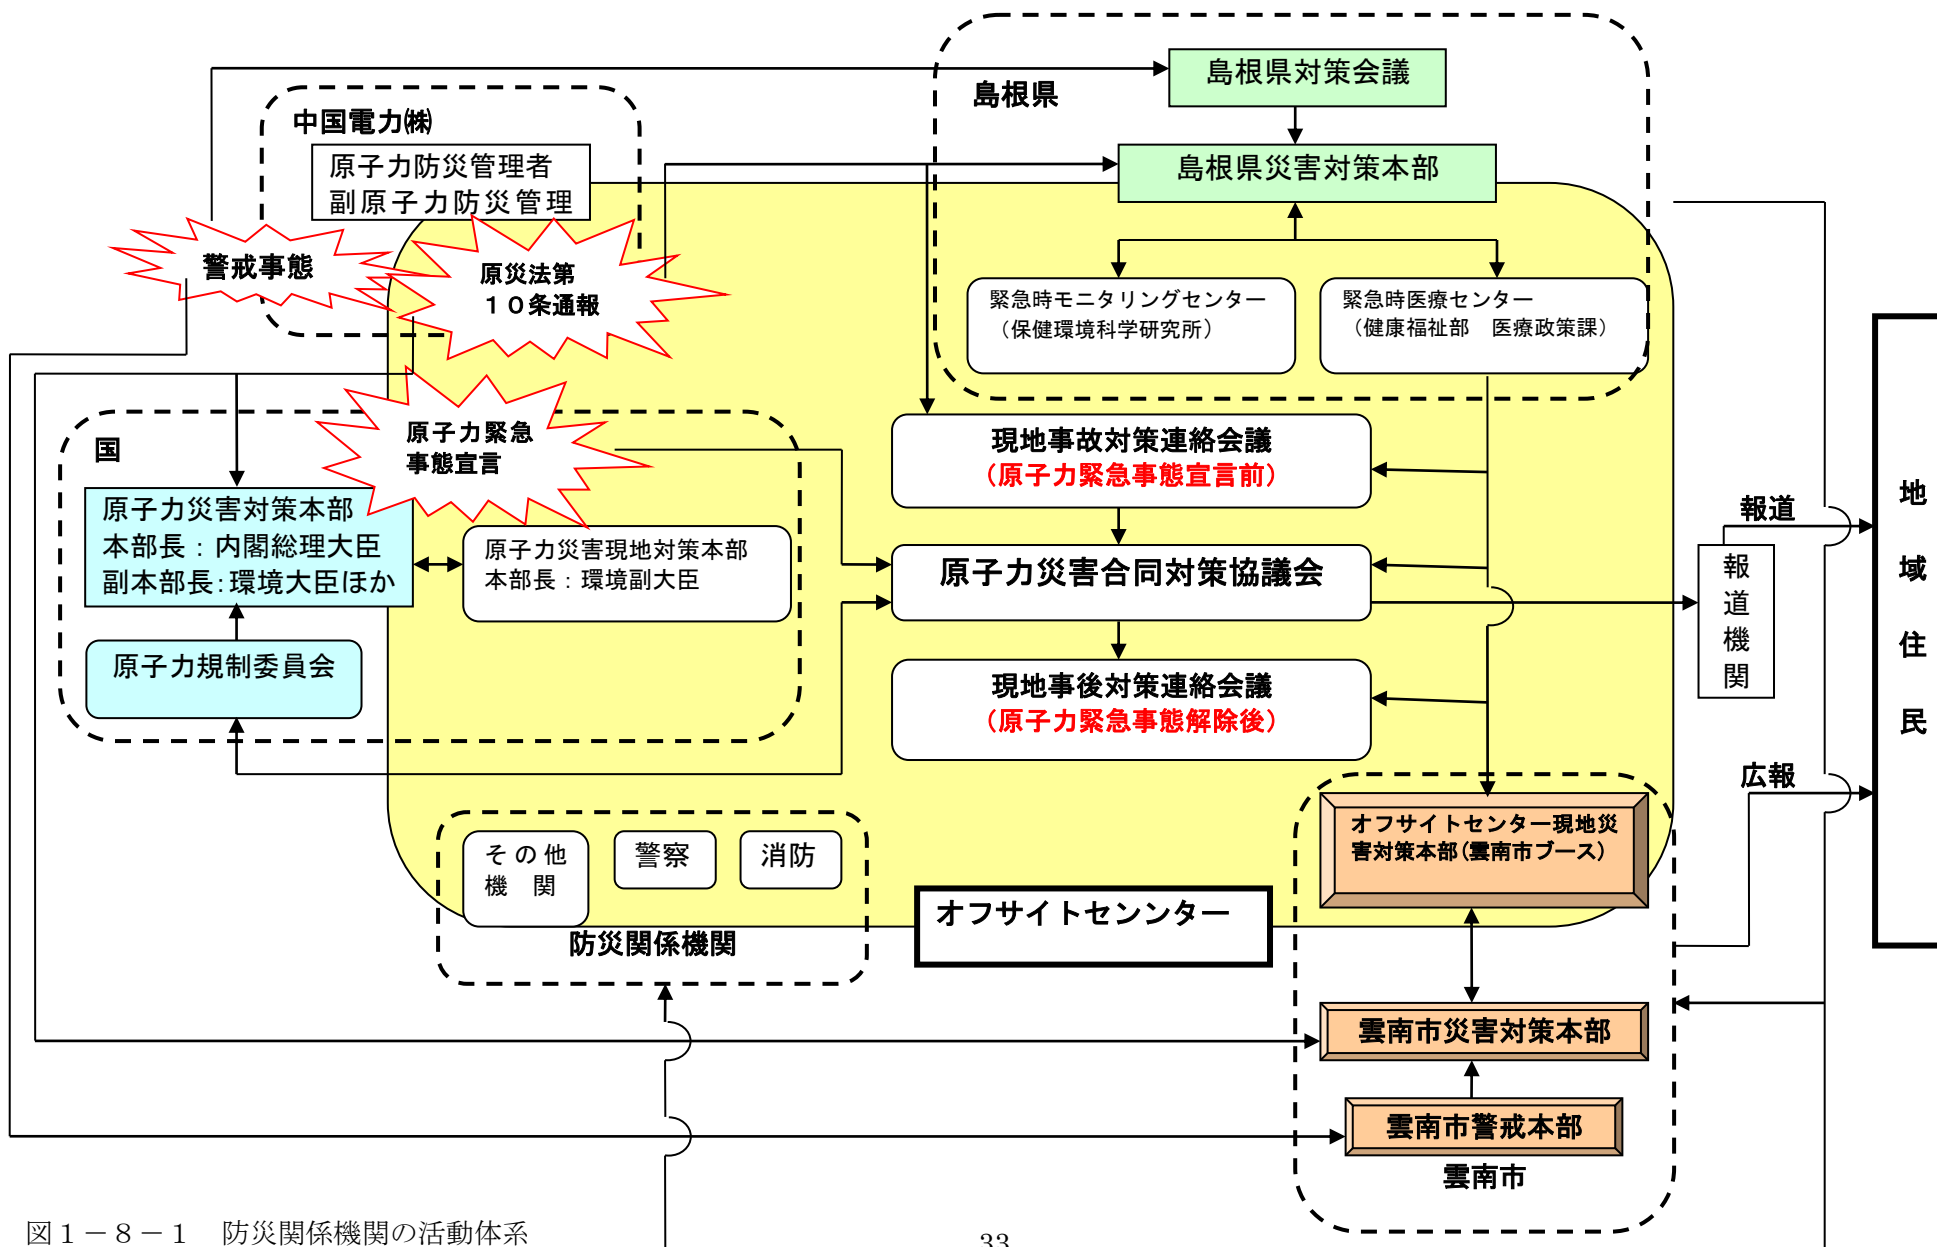 島根県対策会議
島根県
中国電力㈱
原子力防災管理者
副原子力防災管理
島根県災害対策本部
警戒事態
原災法第
１０条通報
緊急時モニタリングセンター
（保健環境科学研究所）
緊急時医療センター
（健康福祉部　医療政策課）
国
原子力緊急
事態宣言
現地事故対策連絡会議
（原子力緊急事態宣言前）
原子力災害対策本部
本部長：内閣総理大臣
副本部長：環境大臣ほか
原子力災害現地対策本部
本部長：環境副大臣
原子力災害合同対策協議会
原子力規制委員会
現地事後対策連絡会議
（原子力緊急事態解除後）
報道
報
道
機
関
地
域
住
民
広報
オフサイトセンター現地災
害対策本部（雲南市ブース）
その他
機　関
警察
消防
防災関係機関
オフサイトセンンター
雲南市災害対策本部
雲南市警戒本部
雲南市
図１－８－１　防災関係機関の活動体系
33